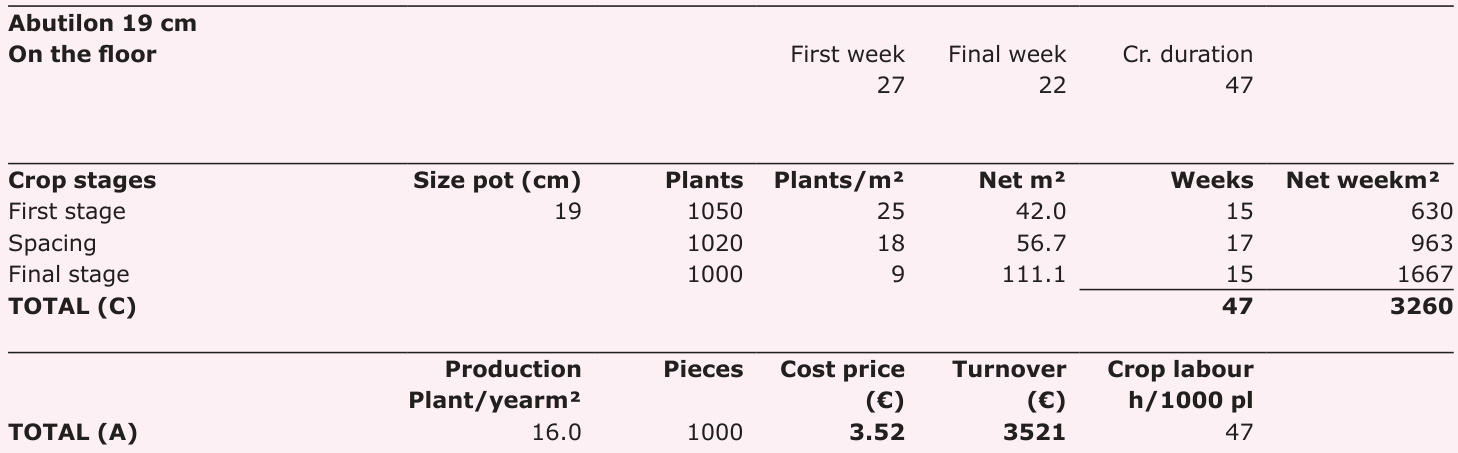 Abutilon 19 cm
On the floor First week Final week Cr. duration
27 22 47
Crop stages Size pot (cm) Plants Plants/m² Net m² Weeks Net weekm²
First stage 19 1050 25 42.0 15 630
Spacing 1020 18 56.7 17 963
Final stage 1000 9 111.1 15 1667
TOTAL (C) 47 3260
Production Pieces Cost price Turnover Crop labour
Plant/yearm² (€) (€) h/1000 pl
TOTAL (A) 16.0 1000 3.52 3521 47